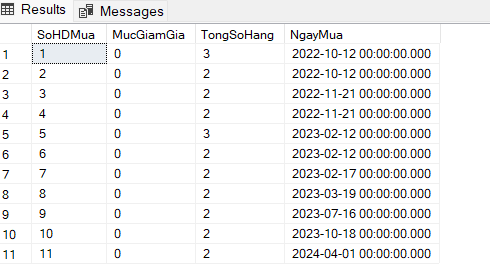 Results Messages
SoHDMua MucGiamGia TongSoHang NgayMua
1 1 0 3 2022-10-12 00:00:00.000
2 2 0 2 2022-10-12 00:00:00.000
3 3 0 2 2022-11-21 00:00:00.000
4 4 0 2 2022-11-21 00:00:00.000
5 5 0 3 2023-02-12 00:00:00.000
6 6 0 2 2023-02-12 00:00:00.000
7 7 0 2 2023-02-17 00:00:00.000
8 8 0 2 2023-03-19 00:00:00.000
9 9 0 2 2023-07-16 00:00:00.000
10 10 0 2 2023-10-18 00:00:00.000
11 11 0 2 2024-04-01 00:00:00.000